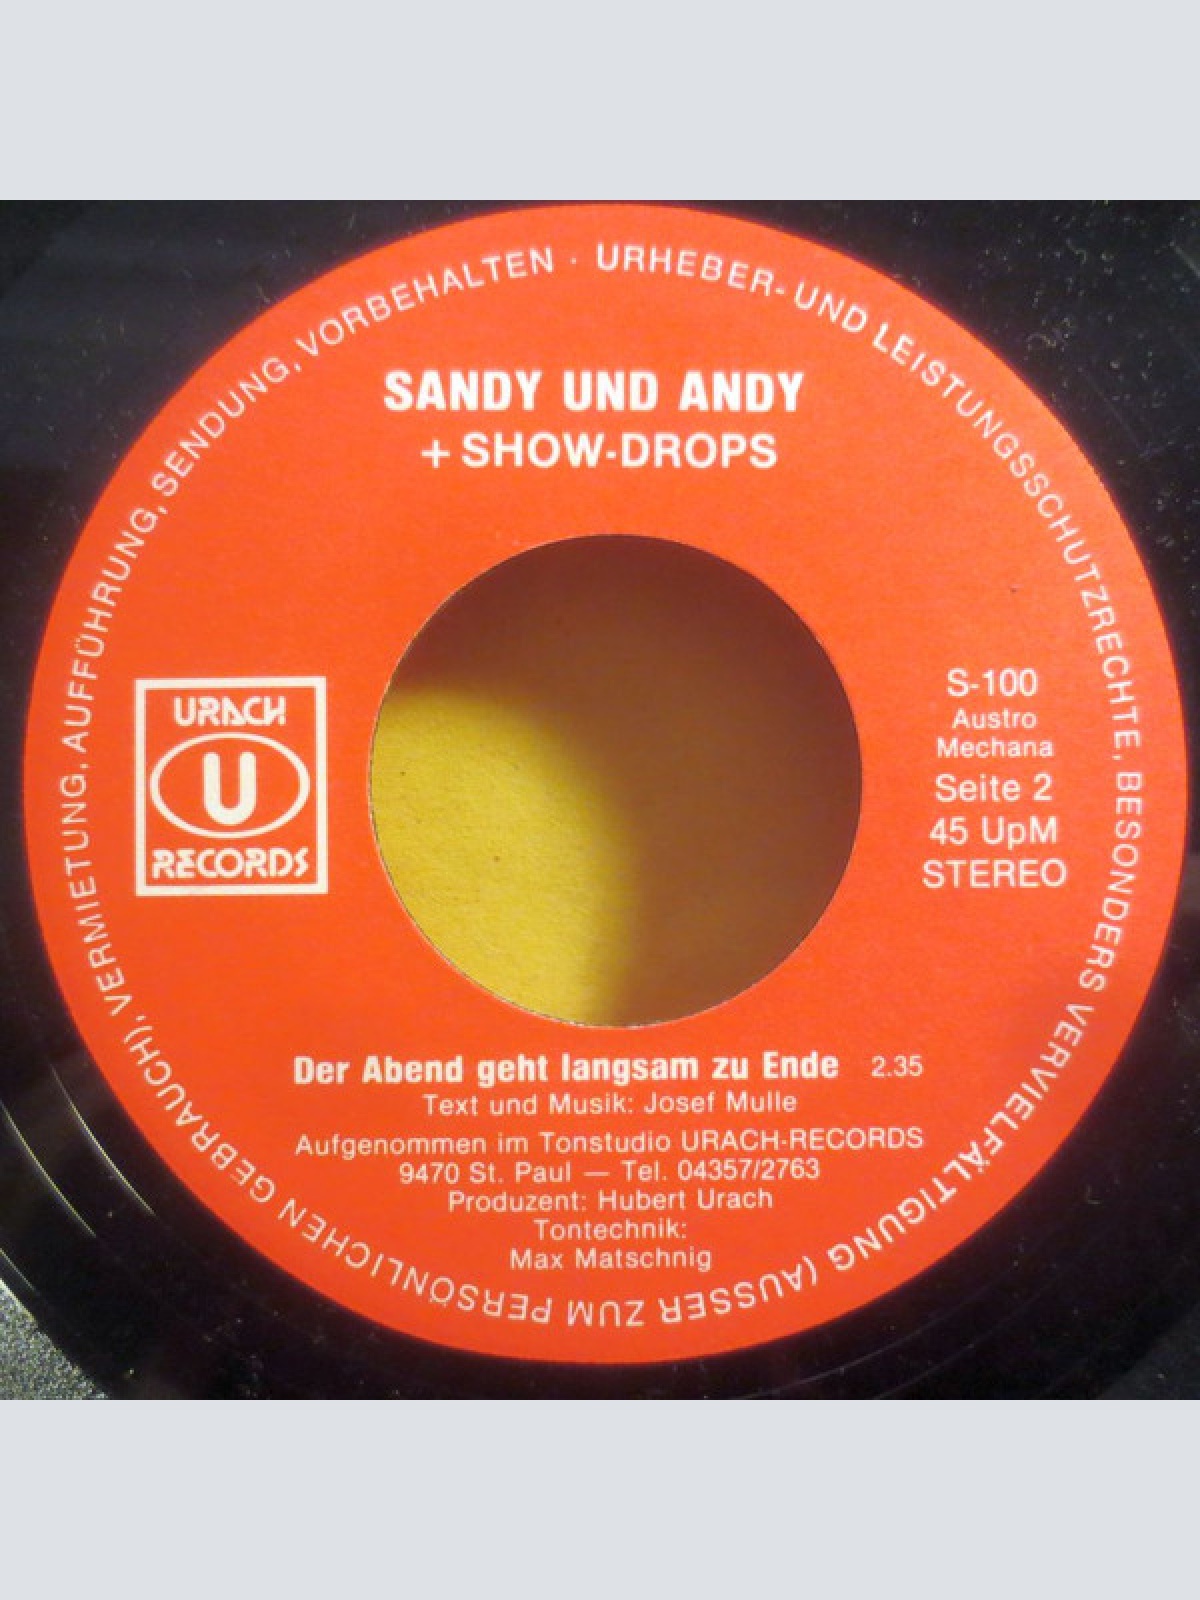 URHEBER- UND LEISTUNGSSCHUTZRECHTE, BESONDERS VERVIELFÄLTIGUNG (AUSSER ZUM PERSÖNLICHEN GEBRAUCH), VERMIETUNG, AUFFÜHRUNG, SENDUNG, VORBEHALTEN ·
SANDY UND ANDY
+ SHOW-DROPS
URACH
U
RECORDS
S-100
Austro
Mechana
Seite 2
45 UpM
STEREO
Der Abend geht langsam zu Ende 2.35
Text und Musik: Josef Mulle
Aufgenommen im Tonstudio URACH-RECORDS
9470 St. Paul — Tel. 04357/2763
Produzent: Hubert Urach
Tontechnik:
Max Matschnig